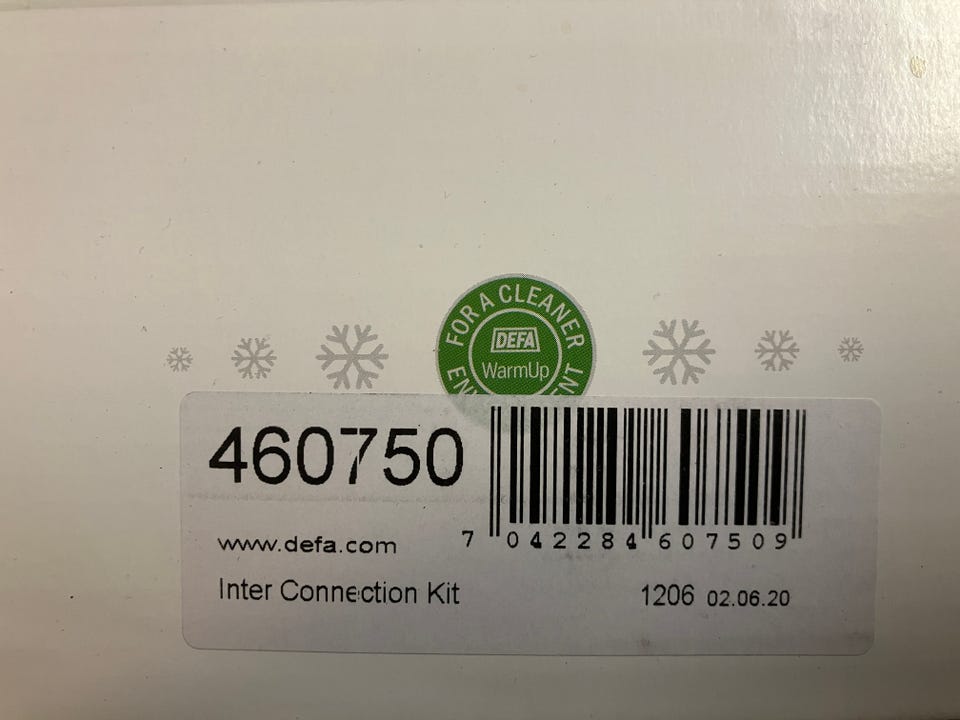 FOR A CLEANER
DEFA
WarmUp
460750
7 042284 607509
www.defa.com
Inter Connection Kit
1206 02.06.20